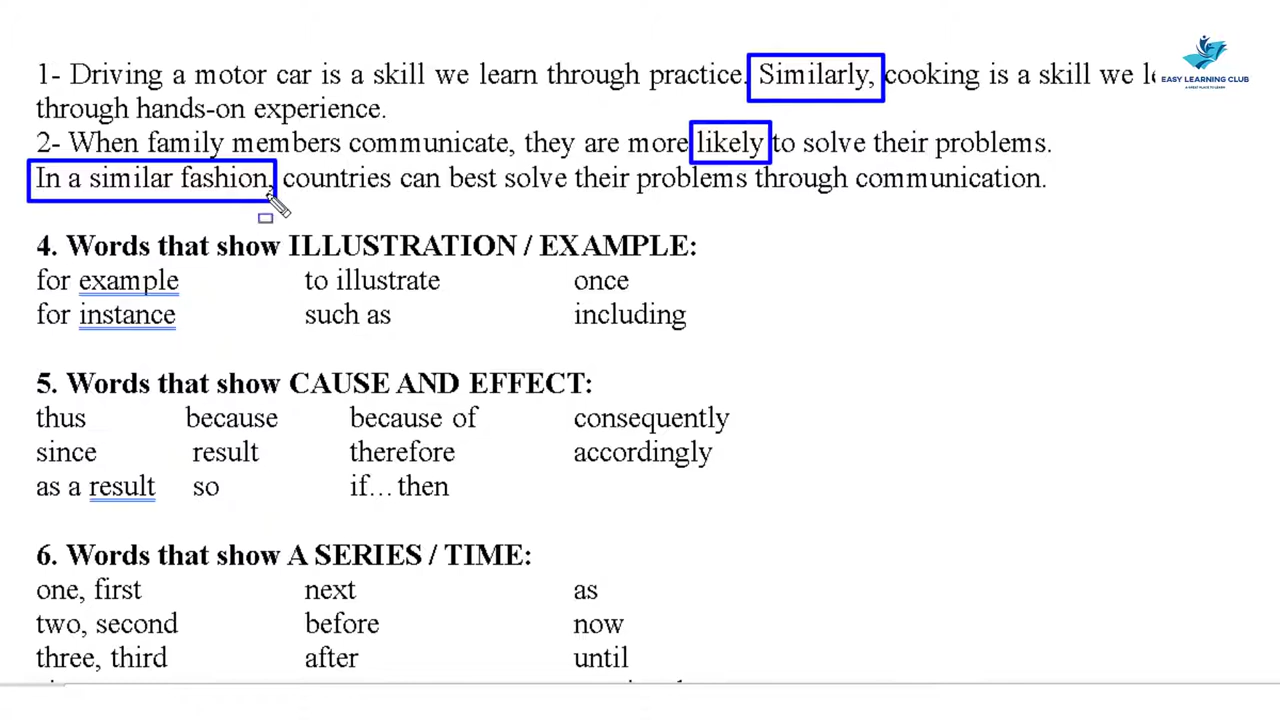 1- Driving a motor car is a skill we learn through practice. Similarly, cooking is a skill we
through hands-on experience.
2- When family members communicate, they are more likely to solve their problems.
In a similar fashion, countries can best solve their problems through communication.
EASY LEARNING CLUB
A GREAT PLACE TO LEARN
4. Words that show ILLUSTRATION / EXAMPLE:
for example to illustrate once
for instance such as including
5. Words that show CAUSE AND EFFECT:
thus because because of consequently
since result therefore accordingly
as a result so if…then
6. Words that show A SERIES / TIME:
one, first next as
two, second before now
three, third after until